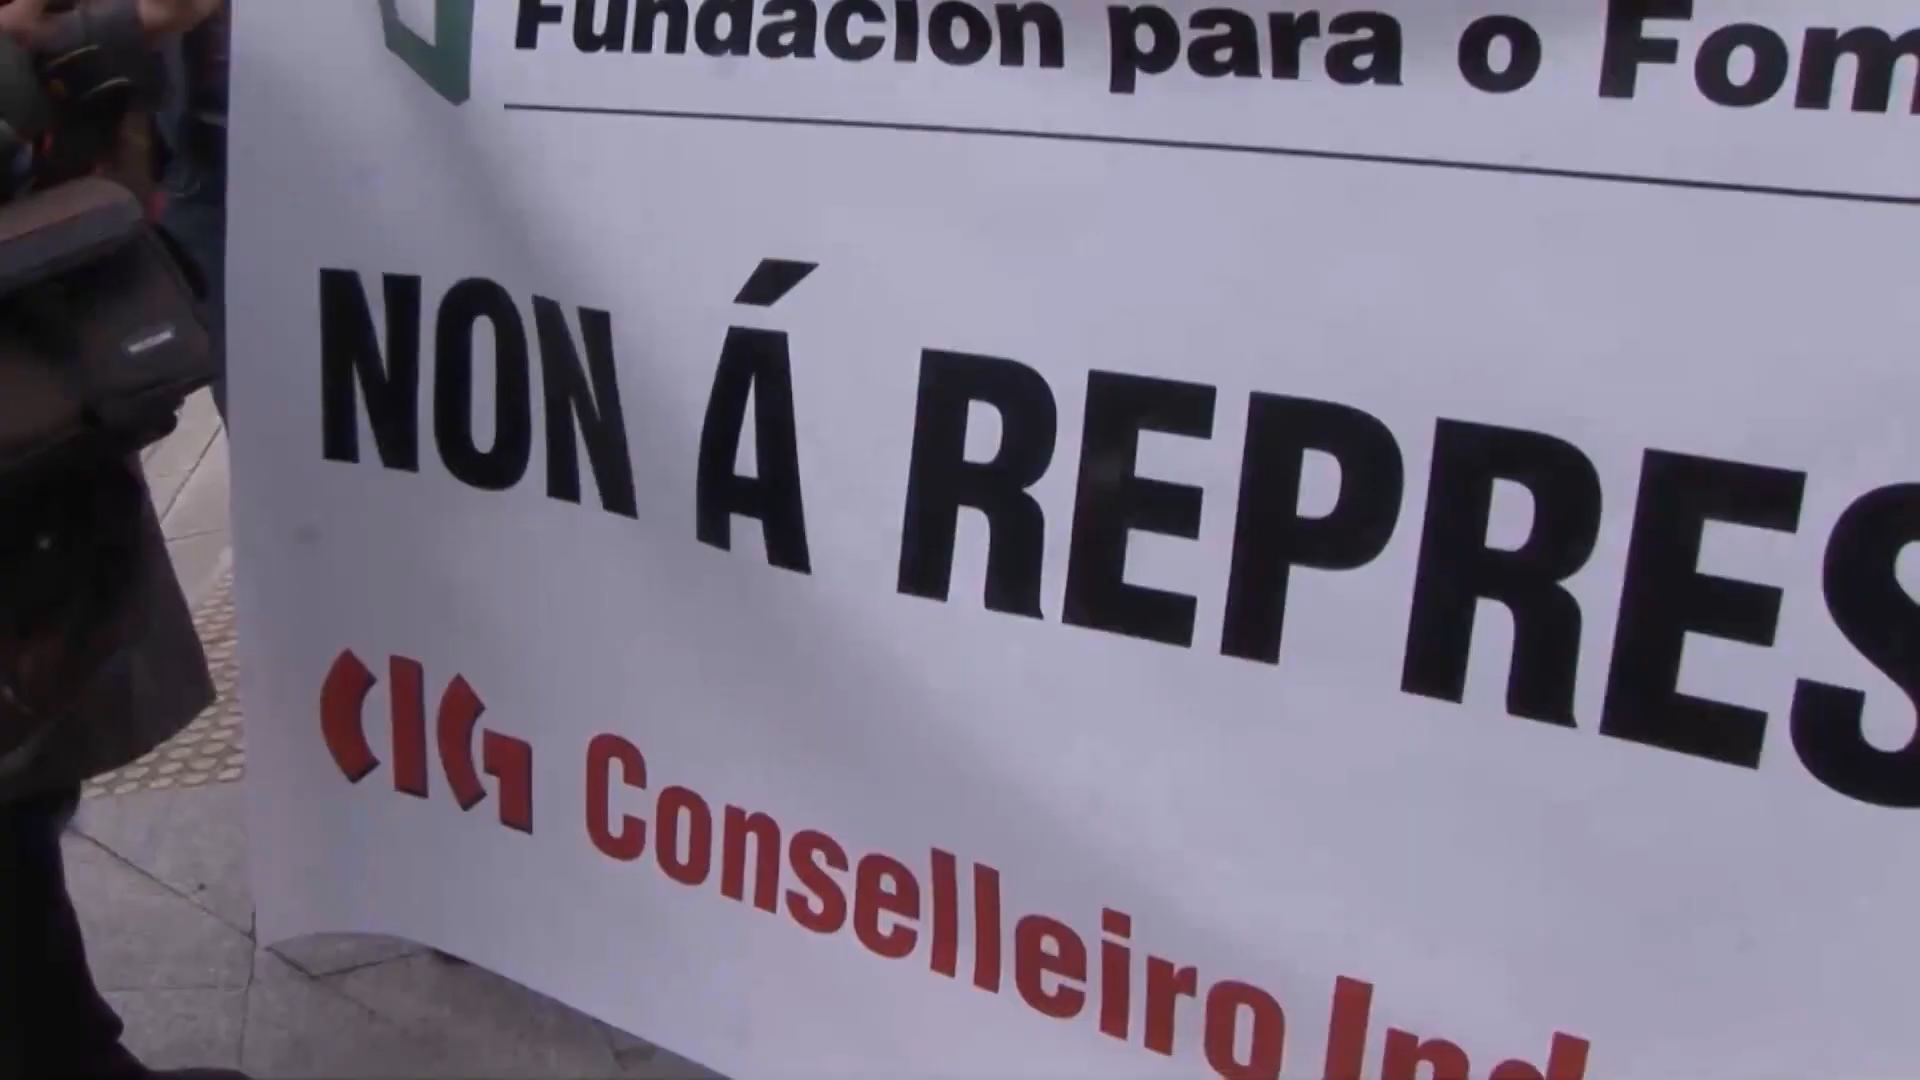 Fundación para o Fom
NON Á REPRES
CIG Conselleiro Ind